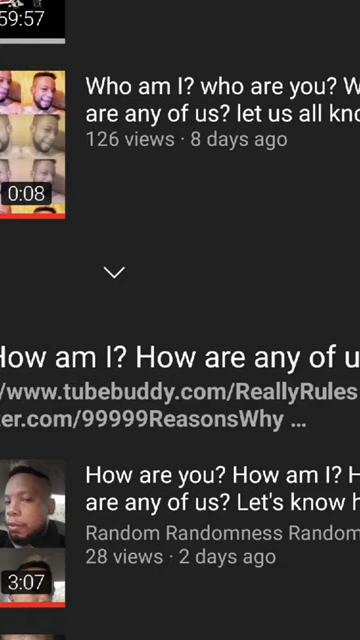 59:57
Who am I? who are you? W
are any of us? let us all kno
126 views · 8 days ago
0:08
How am I? How are any of u
/www.tubebuddy.com/ReallyRules
ter.com/99999ReasonsWhy ...
How are you? How am I? H
are any of us? Let's know h
Random Randomness Random
28 views · 2 days ago
3:07